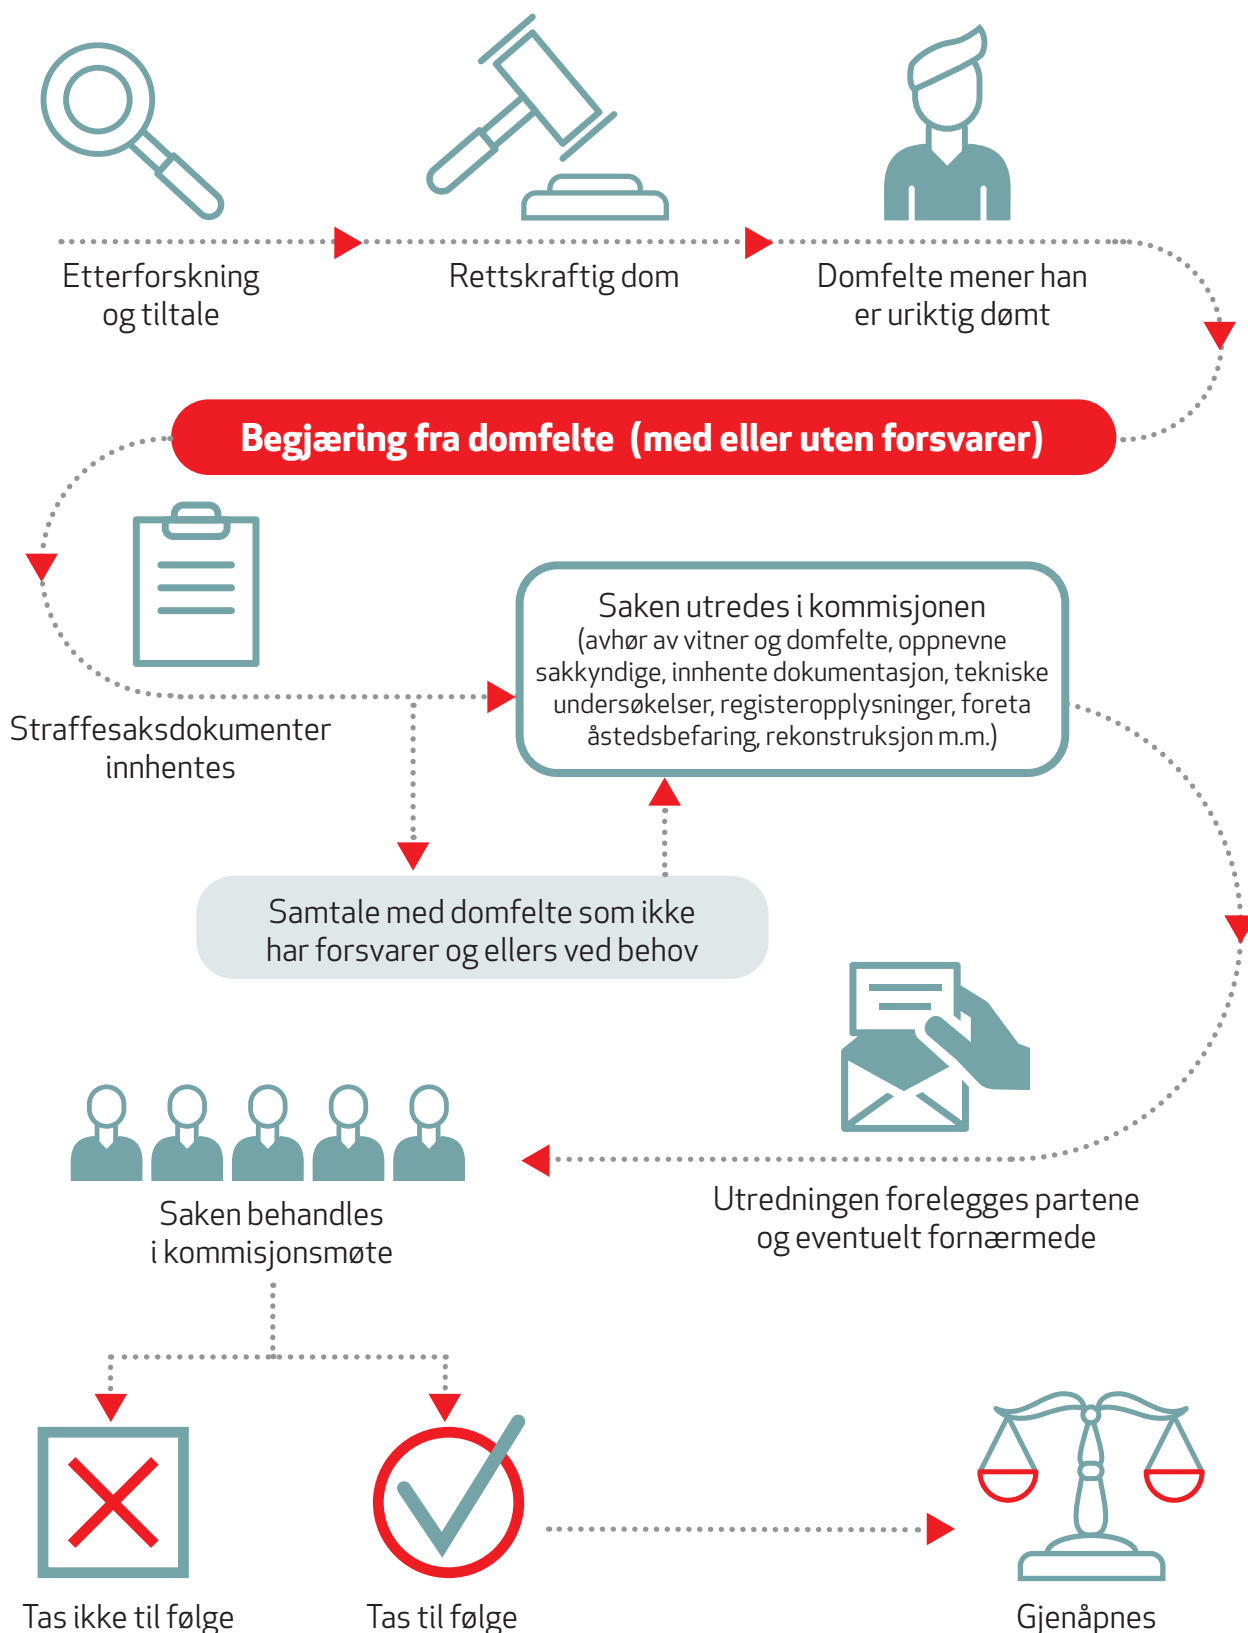 Etterforskning
og tiltale
Rettskraftig dom
Domfelte mener han
er uriktig dømt
Begjæring fra domfelte (med eller uten forsvarer)
Straffesaksdokumenter
innhentes
Saken utredes i kommisjonen
(avhør av vitner og domfelte, oppnevne
sakkyndige, innhente dokumentasjon, tekniske
undersøkelser, registeropplysninger, foreta
åstedsbefaring, rekonstruksjon m.m.)
Samtale med domfelte som ikke
har forsvarer og ellers ved behov
Utredningen forelegges partene
og eventuelt fornærmede
Saken behandles
i kommisjonsmøte
Tas ikke til følge
Tas til følge
Gjenåpnes